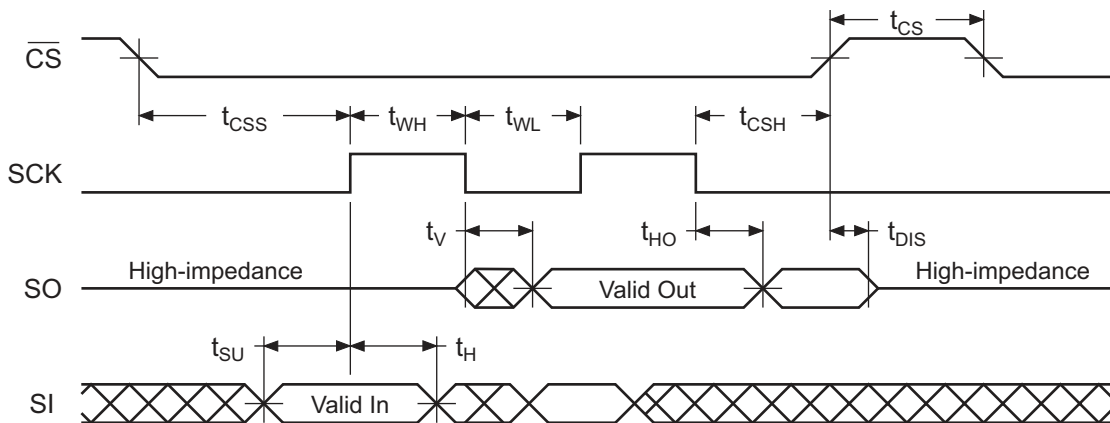 t_CS
C̅S̅
t_CSS t_WH t_WL t_CSH
SCK
t_V t_HO t_DIS
High-impedance High-impedance
SO Valid Out
t_SU t_H
SI Valid In